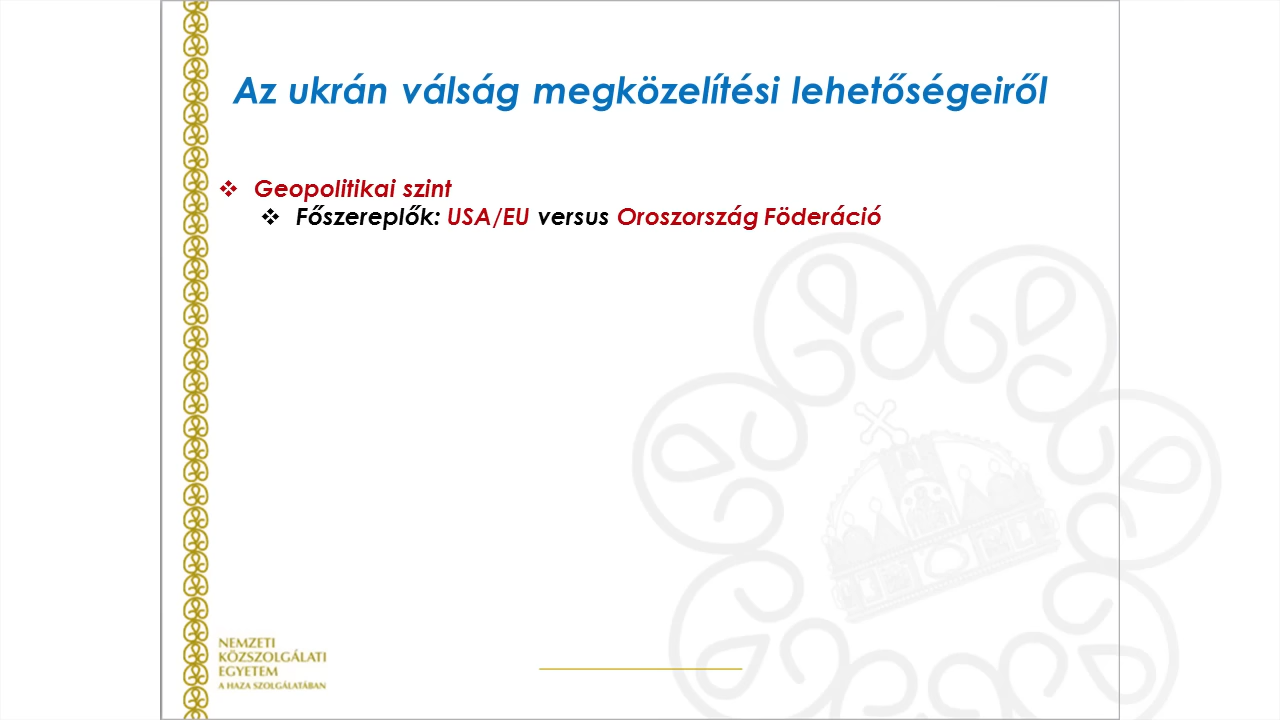 Az ukrán válság megközelítési lehetőségeiről
❖ Geopolitikai szint
❖ Főszereplők: USA/EU versus Oroszország Föderáció
NEMZETI
KÖZSZOLGÁLATI
EGYETEM
A HAZA SZOLGÁLATÁBAN